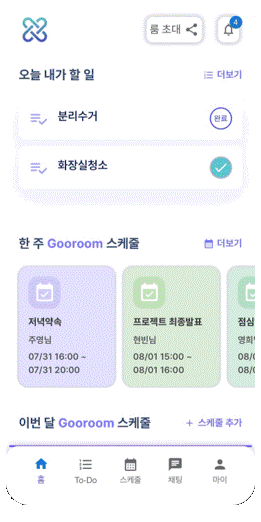 룸 초대
4
오늘 내가 할 일
더보기
분리수거
완료
화장실청소
한 주 Gooroom 스케줄
더보기
저녁약속
주영님
07/31 16:00 ~
07/31 20:00
프로젝트 최종발표
현빈님
08/01 15:00 ~
08/01 16:00
점심
영희
08/0
08/0
이번 달 Gooroom 스케줄
+ 스케줄 추가
홈
To-Do
스케줄
채팅
마이